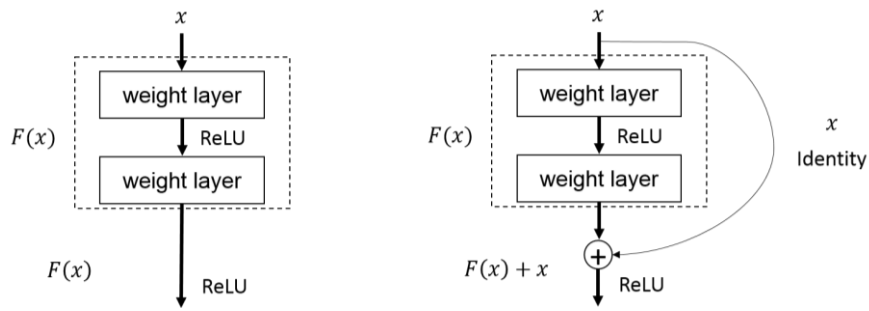 x
weight layer
ReLU
F(x)
weight layer
F(x)
ReLU
x
weight layer
F(x)
ReLU
x
Identity
weight layer
+
F(x) + x
ReLU